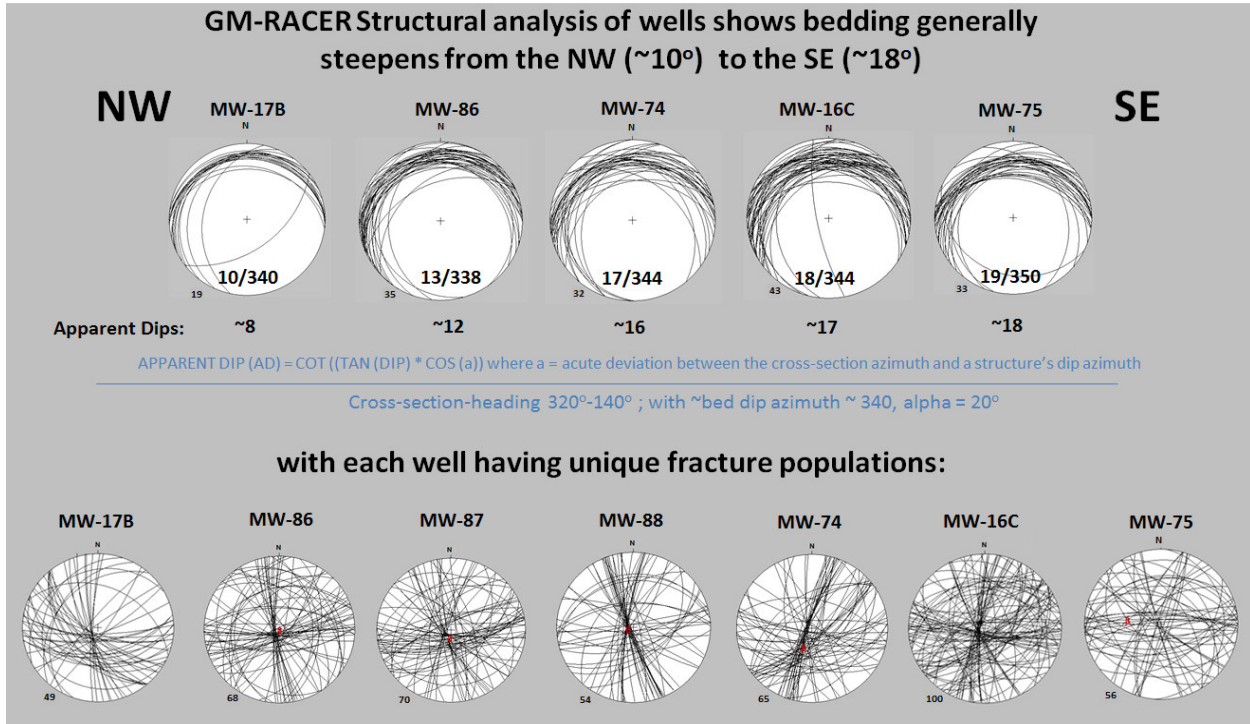 GM-RACER Structural analysis of wells shows bedding generally
steepens from the NW (~10°) to the SE (~18°)
NW
MW-17B MW-86 MW-74 MW-16C MW-75
SE
N N N N N
10/340 13/338 17/344 18/344 19/350
19 35 32 43 33
Apparent Dips: ~8 ~12 ~16 ~17 ~18
APPARENT DIP (AD) = COT ((TAN (DIP) * COS (a)) where a = acute deviation between the cross-section azimuth and a structure's dip azimuth
Cross-section-heading 320°-140° ; with ~bed dip azimuth ~ 340, alpha = 20°
with each well having unique fracture populations:
MW-17B MW-86 MW-87 MW-88 MW-74 MW-16C MW-75
N N N N N N N
49 68 70 54 65 100 56